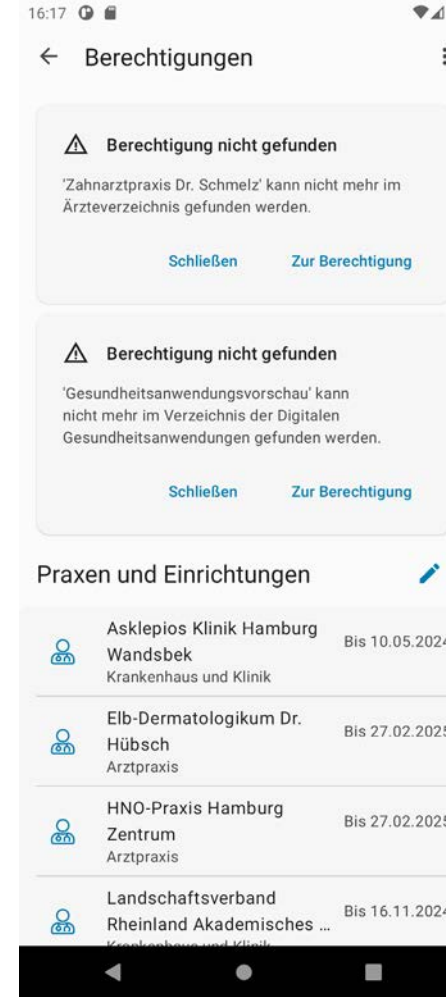 16:17
Berechtigungen
Berechtigung nicht gefunden
'Zahnarztpraxis Dr. Schmelz' kann nicht mehr im
Ärzteverzeichnis gefunden werden.
Schließen Zur Berechtigung
Berechtigung nicht gefunden
'Gesundheitsanwendungsvorschau' kann
nicht mehr im Verzeichnis der Digitalen
Gesundheitsanwendungen gefunden werden.
Schließen Zur Berechtigung
Praxen und Einrichtungen
Asklepios Klinik Hamburg
Wandsbek
Bis 10.05.2024
Krankenhaus und Klinik
Elb-Dermatologikum Dr.
Hübsch
Bis 27.02.2025
Arztpraxis
HNO-Praxis Hamburg
Zentrum
Bis 27.02.2025
Arztpraxis
Landschaftsverband
Rheinland Akademisches ...
Bis 16.11.2024
Krankenhaus und Klinik